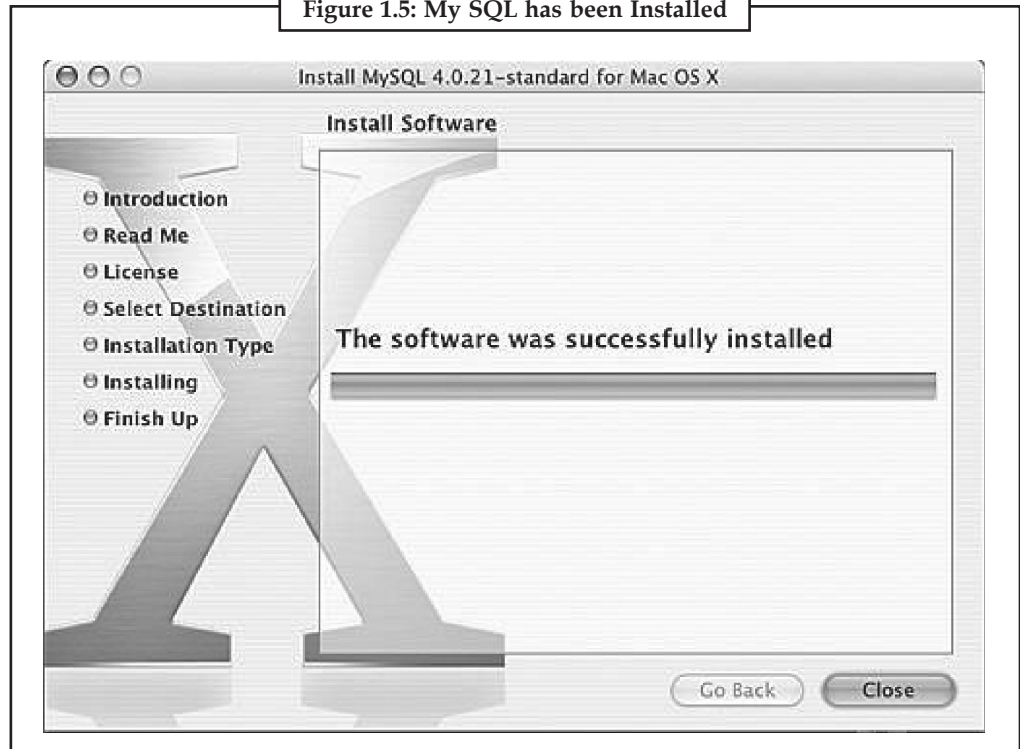 Figure 1.5: My SQL has been Installed
Install MySQL 4.0.21-standard for Mac OS X
Install Software
Introduction
Read Me
License
Select Destination
Installation Type
Installing
Finish Up
The software was successfully installed
Go Back
Close